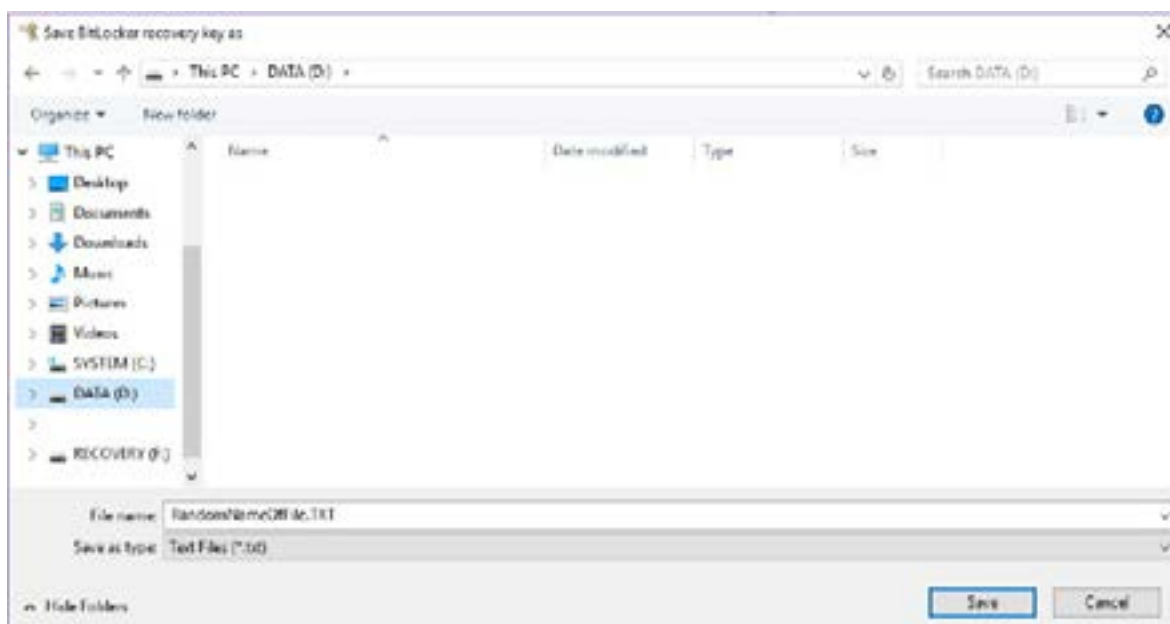 Save BitLocker recovery key as
This PC › DATA (D:) ›
Search DATA (D:)
Organize
New folder
This PC
Name
Date modified
Type
Size
Desktop
Documents
Downloads
Music
Pictures
Videos
SYSTEM (C:)
DATA (D:)
RECOVERY (F:)
File name: RandomNameOfFile.TXT
Save as type: Text Files (*.txt)
Hide Folders
Save
Cancel